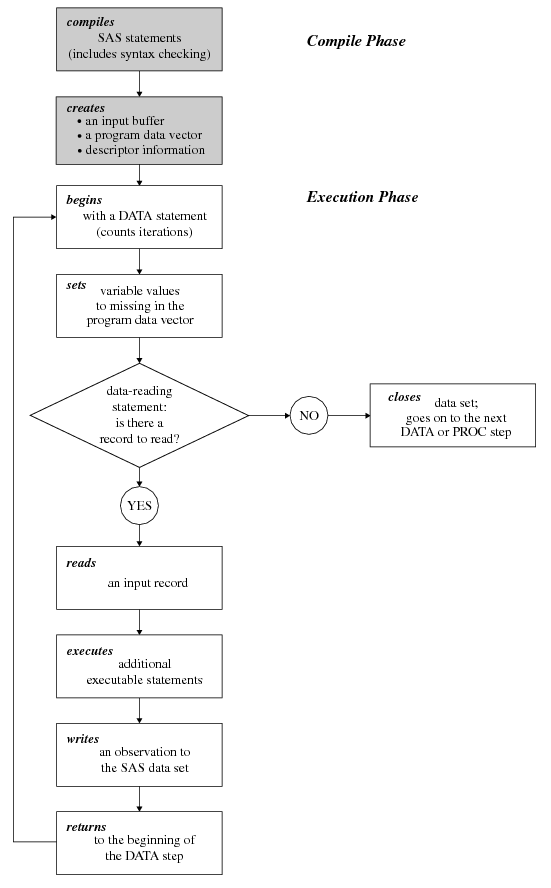 compiles
SAS statements
(includes syntax checking)
Compile Phase
creates
• an input buffer
• a program data vector
• descriptor information
Execution Phase
begins
with a DATA statement
(counts iterations)
sets
variable values
to missing in the
program data vector
data-reading
statement:
is there a
record to read?
NO
closes
data set;
goes on to the next
DATA or PROC step
YES
reads
an input record
executes
additional
executable statements
writes
an observation to
the SAS data set
returns
to the beginning of
the DATA step